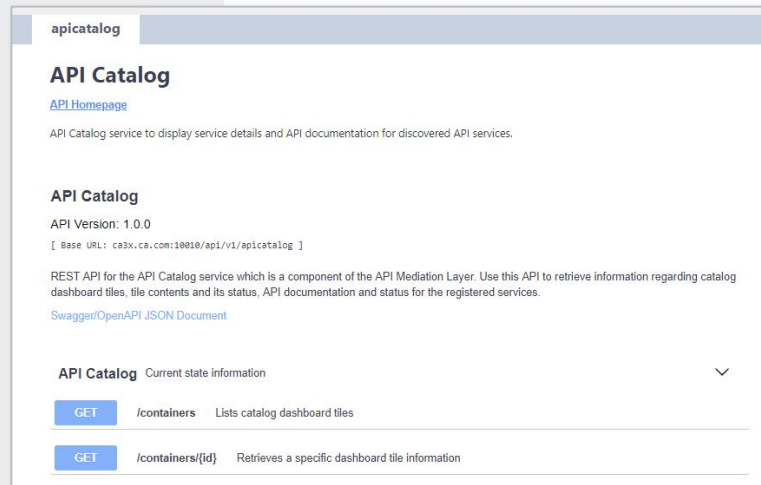 apicatalog
API Catalog
API Homepage
API Catalog service to display service details and API documentation for discovered API services.
API Catalog
API Version: 1.0.0
[ Base URL: ca3x.ca.com:10010/api/v1/apicatalog ]
REST API for the API Catalog service which is a component of the API Mediation Layer. Use this API to retrieve information regarding catalog
dashboard tiles, tile contents and its status, API documentation and status for the registered services.
Swagger/OpenAPI JSON Document
API Catalog Current state information
GET /containers Lists catalog dashboard tiles
GET /containers/{id} Retrieves a specific dashboard tile information